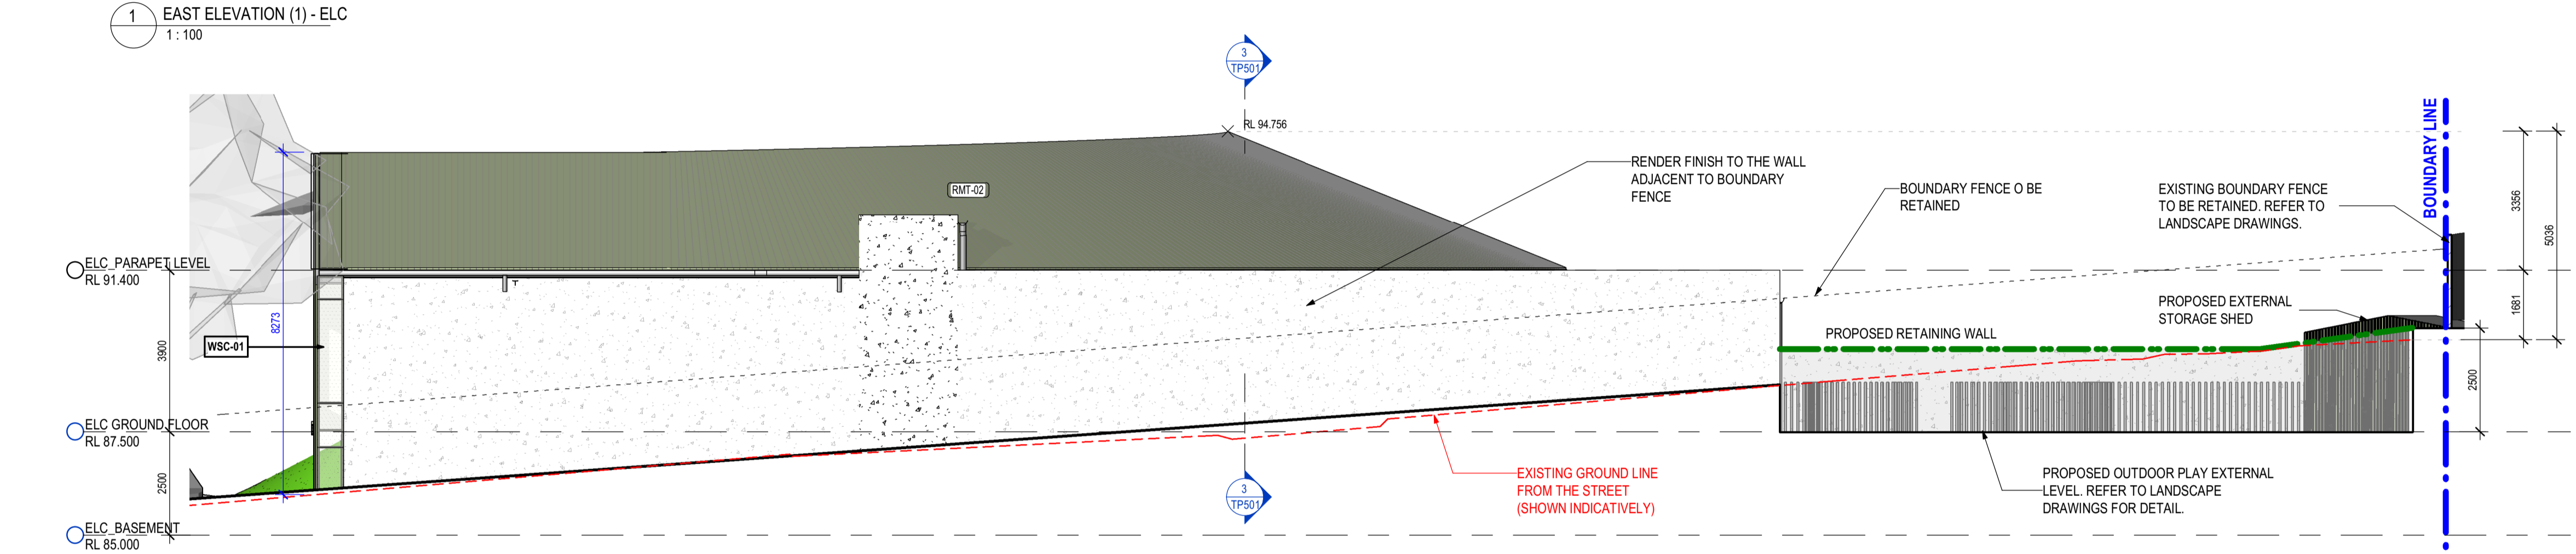 1
EAST ELEVATION (1) - ELC
1 : 100
3
TP501
RL 94.756
RMT-02
RENDER FINISH TO THE WALL
ADJACENT TO BOUNDARY
FENCE
BOUNDARY FENCE O BE
RETAINED
EXISTING BOUNDARY FENCE
TO BE RETAINED. REFER TO
LANDSCAPE DRAWINGS.
BOUNDARY LINE
3356
5036
1681
2500
ELC_PARAPET LEVEL
RL 91.400
8273
3900
WSC-01
T
PROPOSED EXTERNAL
STORAGE SHED
PROPOSED RETAINING WALL
ELC GROUND FLOOR
RL 87.500
2500
EXISTING GROUND LINE
FROM THE STREET
(SHOWN INDICATIVELY)
PROPOSED OUTDOOR PLAY EXTERNAL
LEVEL. REFER TO LANDSCAPE
DRAWINGS FOR DETAIL.
3
TP501
ELC_BASEMENT
RL 85.000